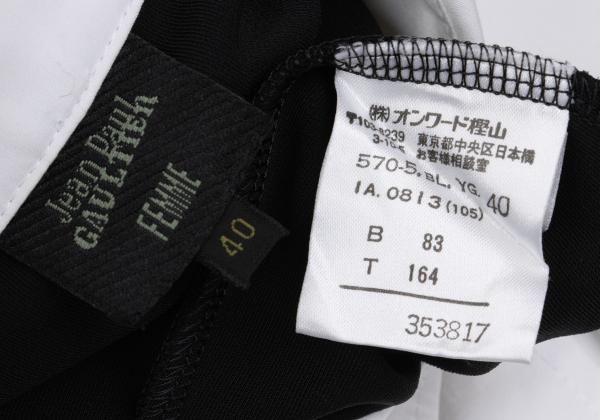 Jean Paul
GAULTIER
FEMME
40
(株)オンワード樫山
東京都中央区日本橋
お客様相談室
570-5. BL. YG. 40
IA. 0813 (105)
B 83
T 164
353817